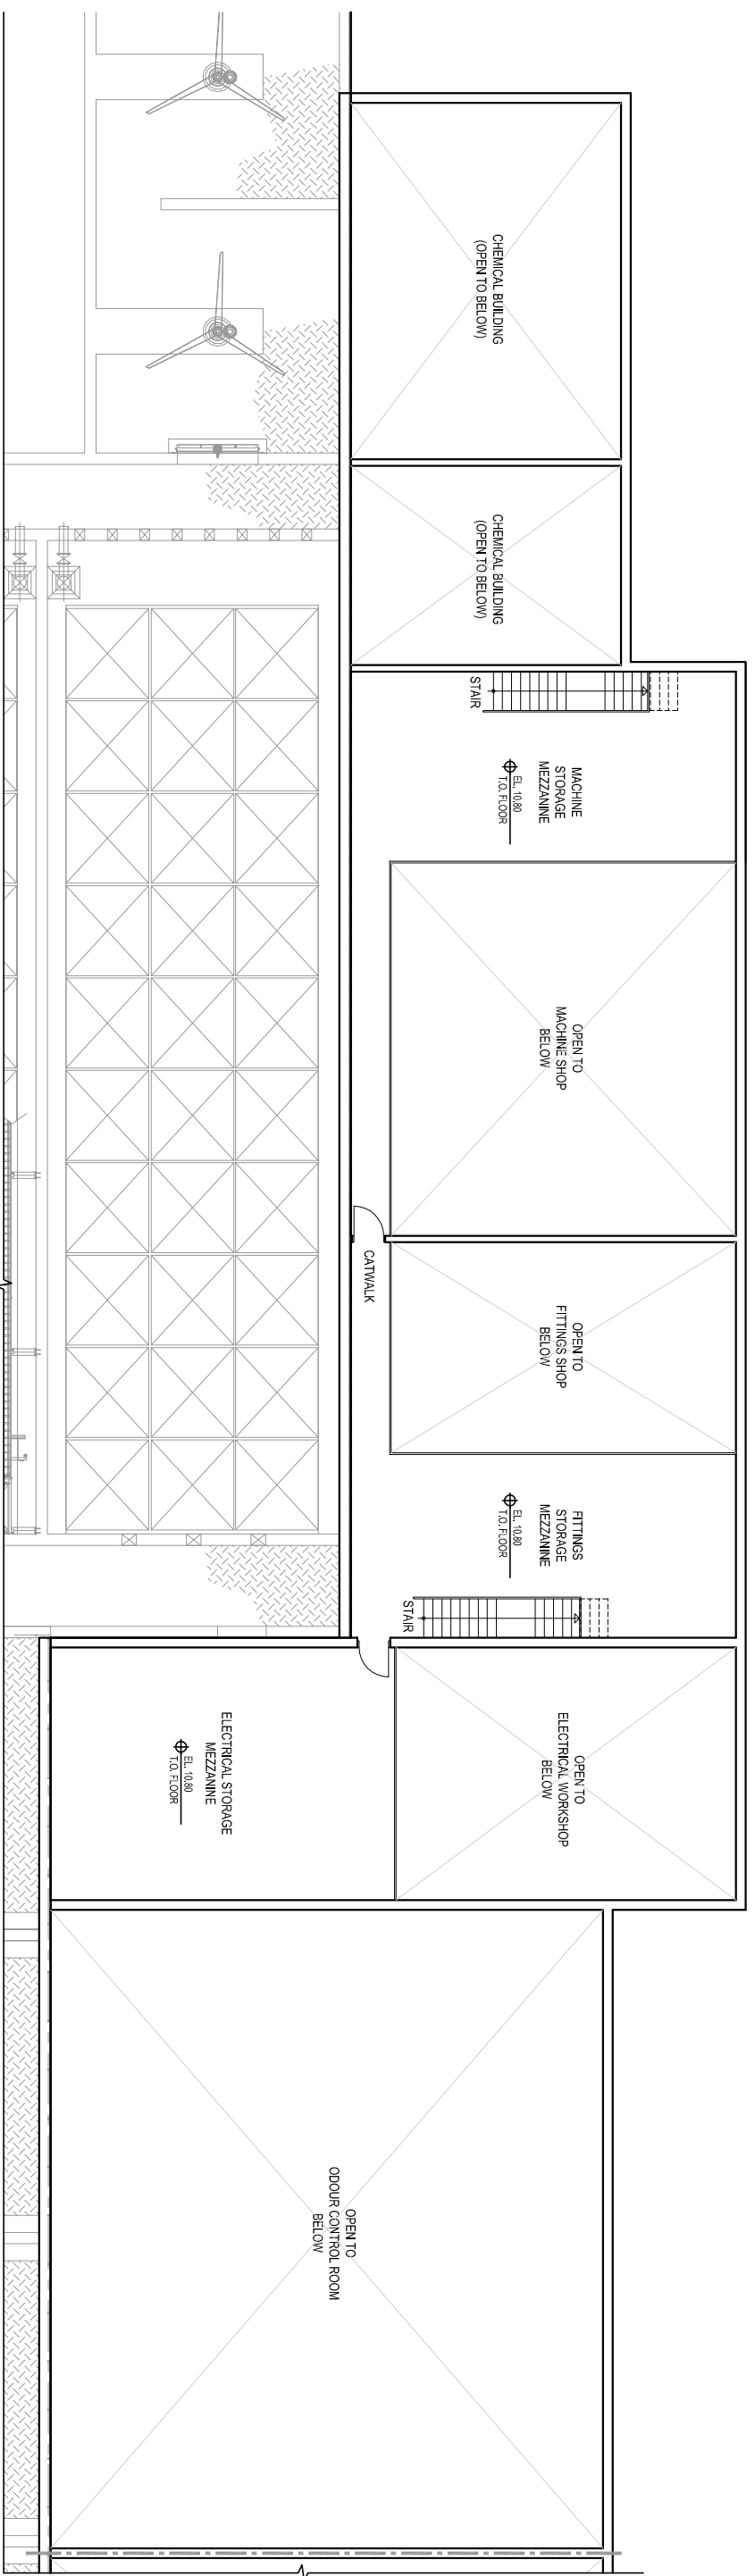 CHEMICAL BUILDING
(OPEN TO BELOW)
CHEMICAL BUILDING
(OPEN TO BELOW)
STAIR
MACHINE
STORAGE
MEZZANINE
EL. 10.80
T.O. FLOOR
OPEN TO
MACHINE SHOP
BELOW
CATWALK
OPEN TO
FITTINGS SHOP
BELOW
FITTINGS
STORAGE
MEZZANINE
EL. 10.80
T.O. FLOOR
STAIR
OPEN TO
ELECTRICAL WORKSHOP
BELOW
ELECTRICAL STORAGE
MEZZANINE
EL. 10.80
T.O. FLOOR
OPEN TO
ODOUR CONTROL ROOM
BELOW